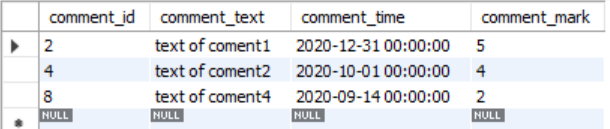 comment_id comment_text comment_time comment_mark
2 text of coment1 2020-12-31 00:00:00 5
4 text of coment2 2020-10-01 00:00:00 4
8 text of coment4 2020-09-14 00:00:00 2
NULL NULL NULL NULL